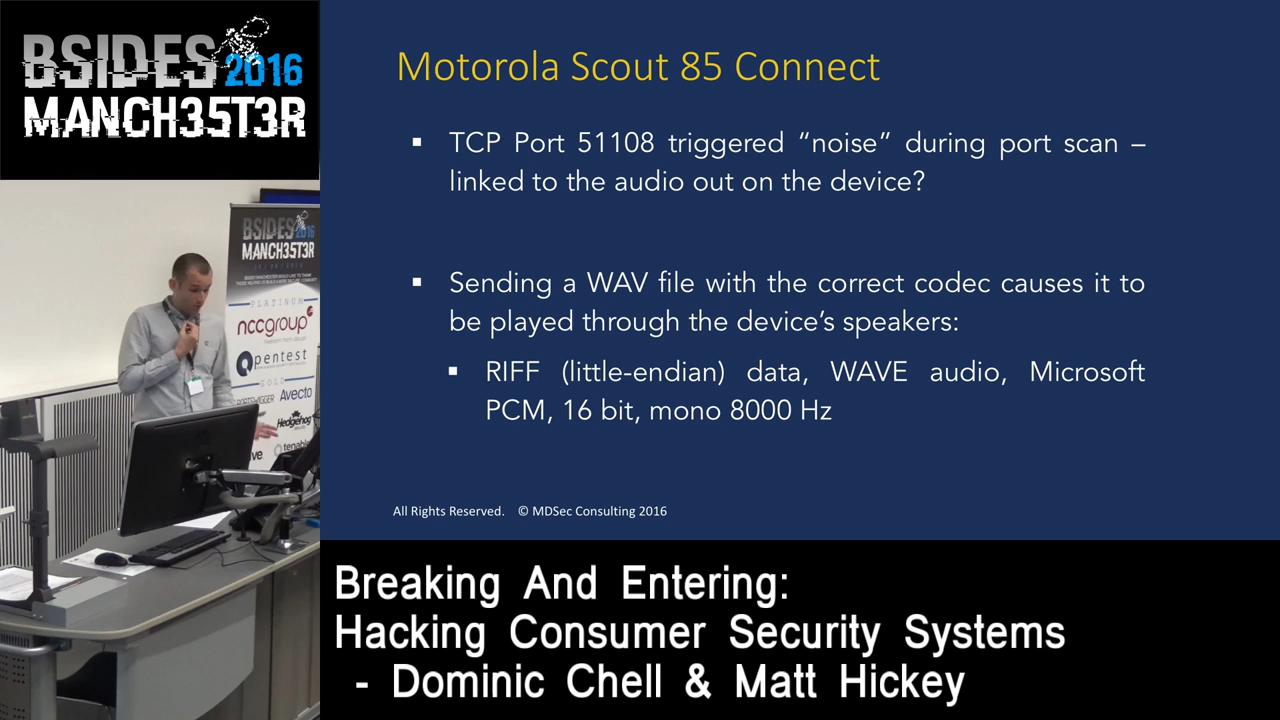 BSIDES 2016
MANCH35T3R
BSIDES 2016
MANCH35T3R
PLATINUM
nccgroup
pentest
GOLD
Avecto
Hedgehog
Motorola Scout 85 Connect
▪ TCP Port 51108 triggered “noise” during port scan –
linked to the audio out on the device?
▪ Sending a WAV file with the correct codec causes it to
be played through the device’s speakers:
▪ RIFF (little-endian) data, WAVE audio, Microsoft
PCM, 16 bit, mono 8000 Hz
All Rights Reserved. © MDSec Consulting 2016
Breaking And Entering:
Hacking Consumer Security Systems
- Dominic Chell & Matt Hickey